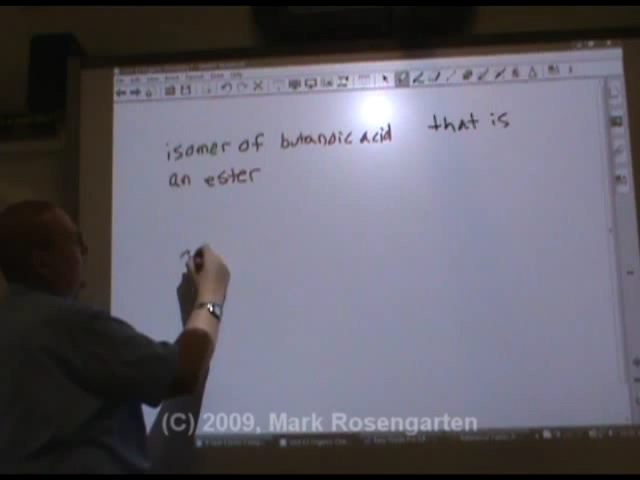 isomer of butanoic acid that is
an ester
(C) 2009, Mark Rosengarten